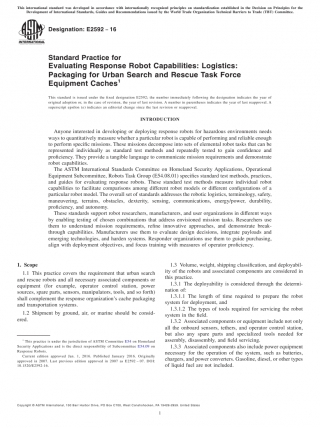 This international standard was developed in accordance with internationally recognized principles on standardization established in the Decision on Principles for the
Development of International Standards, Guides and Recommendations issued by the World Trade Organization Technical Barriers to Trade (TBT) Committee.
Designation: E2592 − 16
Standard Practice for
Evaluating Response Robot Capabilities: Logistics:
Packaging for Urban Search and Rescue Task Force
Equipment Caches1
This standard is issued under the fixed designation E2592; the number immediately following the designation indicates the year of
original adoption or, in the case of revision, the year of last revision. A number in parentheses indicates the year of last reapproval. A
superscript epsilon (ε) indicates an editorial change since the last revision or reapproval.
INTRODUCTION
Anyone interested in developing or deploying response robots for hazardous environments needs
ways to quantitatively measure whether a particular robot is capable of performing and reliable enough
to perform specific missions. These missions decompose into sets of elemental robot tasks that can be
represented individually as standard test methods and repeatedly tested to gain confidence and
proficiency. They provide a tangible language to communicate mission requirements and demonstrate
robot capabilities.
The ASTM International Standards Committee on Homeland Security Applications, Operational
Equipment Subcommittee, Robots Task Group (E54.08.01) specifies standard test methods, practices,
and guides for evaluating response robots. These standard test methods measure individual robot
capabilities to facilitate comparisons among different robot models or different configurations of a
particular robot model. The overall set of standards addresses the robotic logistics, terminology, safety,
maneuvering, terrains, obstacles, dexterity, sensing, communications, energy/power, durability,
proficiency, and autonomy.
These standards support robot researchers, manufacturers, and user organizations in different ways
by enabling testing of chosen combinations that address envisioned mission tasks. Researchers use
them to understand mission requirements, refine innovative approaches, and demonstrate break-
through capabilities. Manufacturers use them to evaluate design decisions, integrate payloads and
emerging technologies, and harden systems. Responder organizations use them to guide purchasing,
align with deployment objectives, and focus training with measures of operator proficiency.
1. Scope
1.1 This practice covers the requirement that urban search
and rescue robots and all necessary associated components or
equipment (for example, operator control station, power
sources, spare parts, sensors, manipulators, tools, and so forth)
shall complement the response organization's cache packaging
and transportation systems.
1.2 Shipment by ground, air, or marine should be consid-
ered.
1 This practice is under the jurisdiction of ASTM Committee E54 on Homeland
Security Applications and is the direct responsibility of Subcommittee E54.09 on
Response Robots.
Current edition approved Jan. 1, 2016. Published January 2016. Originally
approved in 2007. Last previous edition approved in 2007 as E2592 – 07. DOI:
10.1520/E2592-16.
1.3 Volume, weight, shipping classification, and deployabil-
ity of the robots and associated components are considered in
this practice.
1.3.1 The deployability is considered through the determi-
nation of:
1.3.1.1 The length of time required to prepare the robot
system for deployment, and
1.3.1.2 The types of tools required for servicing the robot
system in the field.
1.3.2 Associated components or equipment include not only
all the onboard sensors, tethers, and operator control station,
but also any spare parts and specialized tools needed for
assembly, disassembly, and field servicing.
1.3.3 Associated components also include power equipment
necessary for the operation of the system, such as batteries,
chargers, and power converters. Gasoline, diesel, or other types
of liquid fuel are not included.
Copyright © ASTM International, 100 Barr Harbor Drive, PO Box C700, West Conshohocken, PA 19428-2959. United States
1